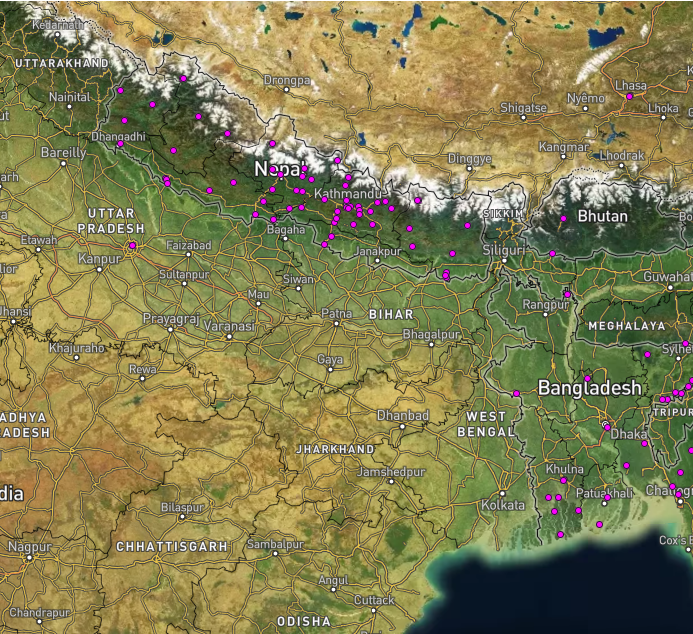 Kedarnath
UTTARAKHAND
Drongpa
Lhasa
Nainital
Shigatse
Nyêmo
Lhoka
Dhangadhi
Bareilly
Kangmar
Dinggye
Lhodrak
Nepal
Kathmandu
UTTAR
PRADESH
SIKKIM
Bhutan
Etawah
Faizabad
Bagaha
Janakpur
Siliguri
Kanpur
Sultanpur
Siwan
Guwahat
Mau
Rangpur
Jhansi
Prayagraj
Varanasi
Patna
BIHAR
MEGHALAYA
Khajuraho
Gaya
Bhagalpur
Sylhe
Rewa
Bangladesh
ADHYA
ADESH
Dhanbad
WEST
BENGAL
TRIPUR
Dhaka
JHARKHAND
Jamshedpur
Khulna
dia
Bilaspur
Kolkata
Patuakhali
Nagpur
CHHATTISGARH
Sambalpur
Cox's B
Angul
Chandrapur
Cuttack
ODISHA